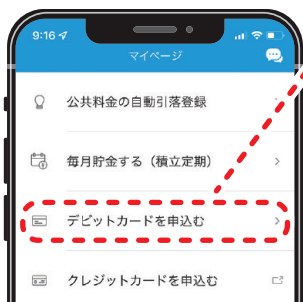 9:16
マイページ
公共料金の自動引落登録
毎月貯金する（積立定期）
デビットカードを申込む
クレジットカードを申込む